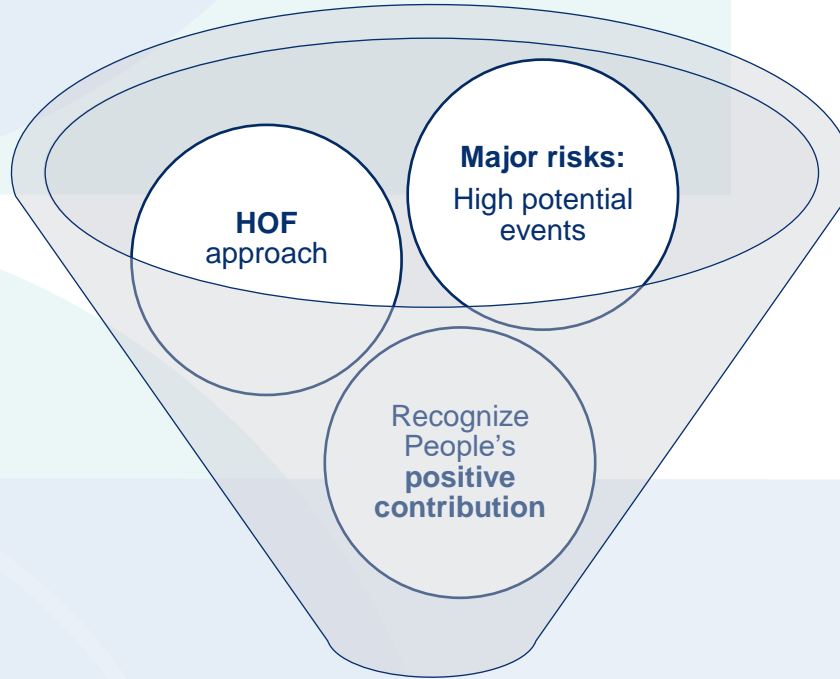 HOF
approach
Major risks:
High potential
events
Recognize
People’s
positive
contribution